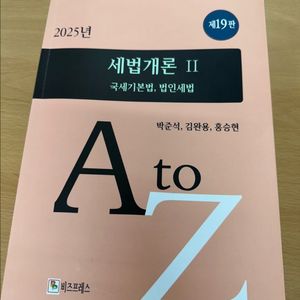 2025년
제19판
세법개론 II
국세기본법, 법인세법
박준석, 김완용, 홍승현
A to
Z
비즈프레스